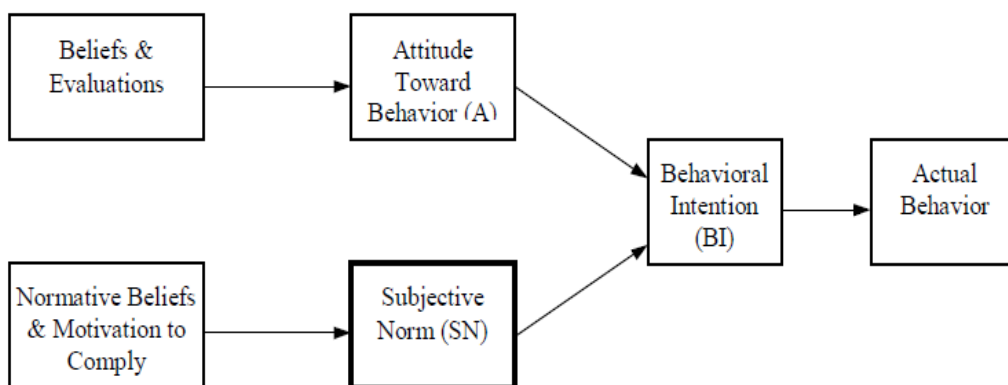 Beliefs &
Evaluations
Attitude
Toward
Behavior (A)
Behavioral
Intention
(BI)
Actual
Behavior
Normative Beliefs
& Motivation to
Comply
Subjective
Norm (SN)